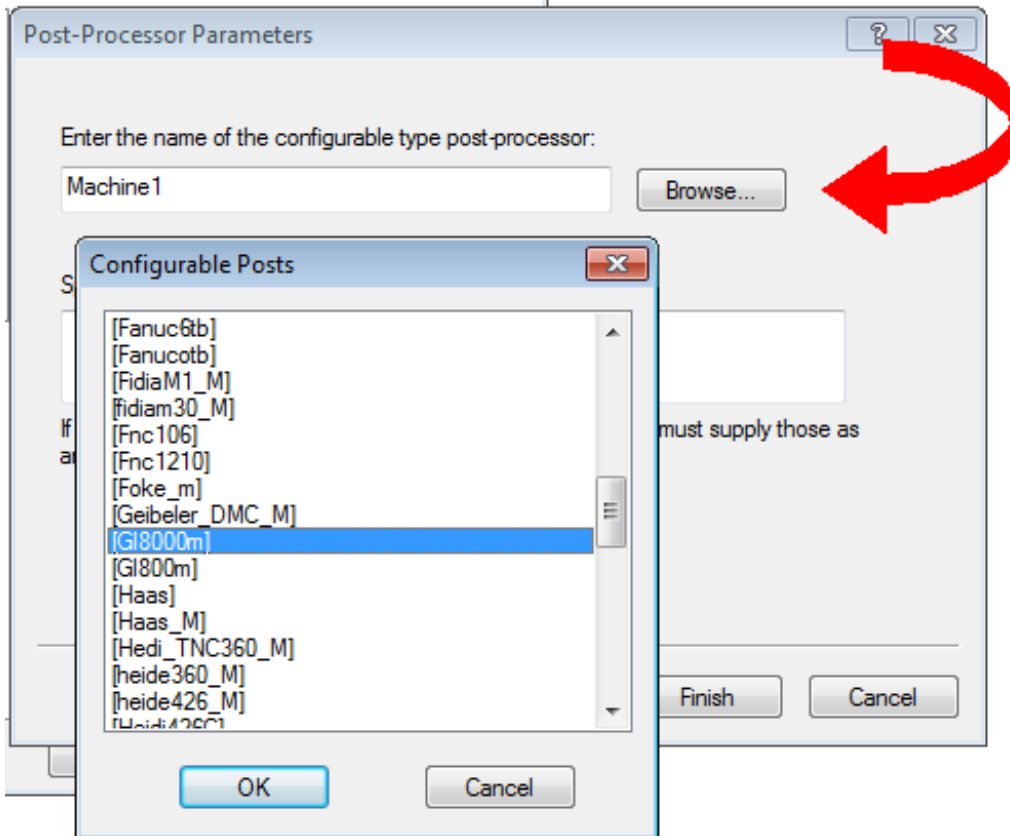 Post-Processor Parameters
Enter the name of the configurable type post-processor:
Machine1
Browse...
Configurable Posts
[Fanuc6tb]
[Fanucotb]
[FidiaM1_M]
[fidiam30_M]
[Fnc106]
[Fnc1210]
[Foke_m]
[Geibeler_DMC_M]
[Gl8000m]
[Gl800m]
[Haas]
[Haas_M]
[Hedi_TNC360_M]
[heide360_M]
[heide426_M]
[Heidi426C]
If
must supply those as
Finish
Cancel
OK
Cancel